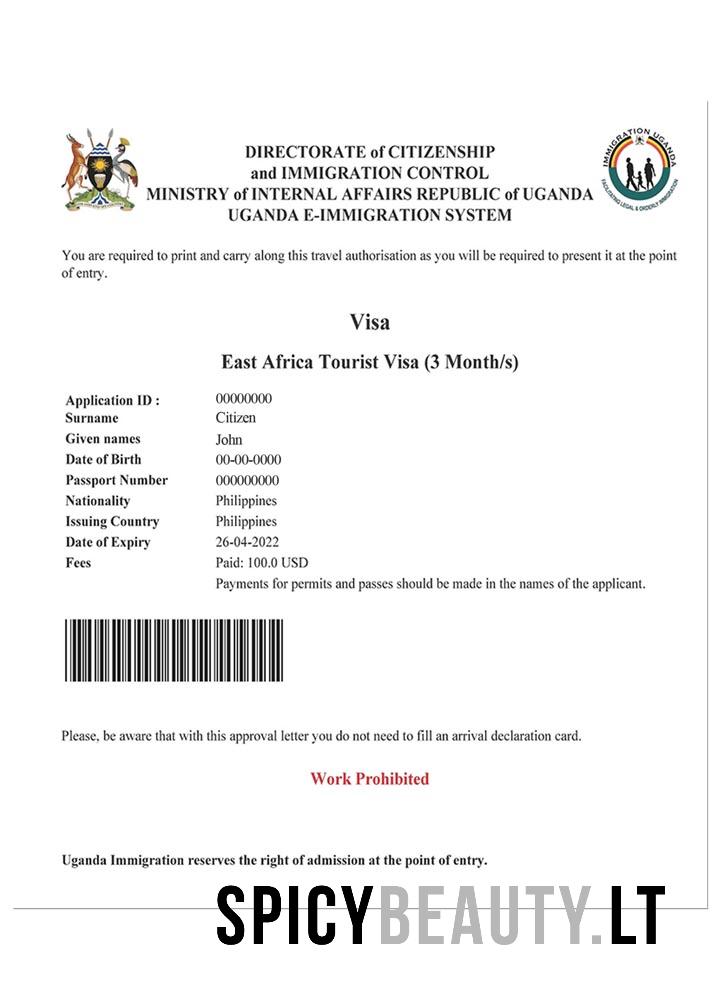 DIRECTORATE of CITIZENSHIP
and IMMIGRATION CONTROL
MINISTRY of INTERNAL AFFAIRS REPUBLIC of UGANDA
UGANDA E-IMMIGRATION SYSTEM
IMMIGRATION UGANDA
FACILITATING LEGAL & ORDERLY IMMIGRATION
You are required to print and carry along this travel authorisation as you will be required to present it at the point
of entry.
Visa
East Africa Tourist Visa (3 Month/s)
Application ID : 00000000
Surname Citizen
Given names John
Date of Birth 00-00-0000
Passport Number 000000000
Nationality Philippines
Issuing Country Philippines
Date of Expiry 26-04-2022
Fees Paid: 100.0 USD
Payments for permits and passes should be made in the names of the applicant.
Please, be aware that with this approval letter you do not need to fill an arrival declaration card.
Work Prohibited
Uganda Immigration reserves the right of admission at the point of entry.
SPICYBEAUTY.LT